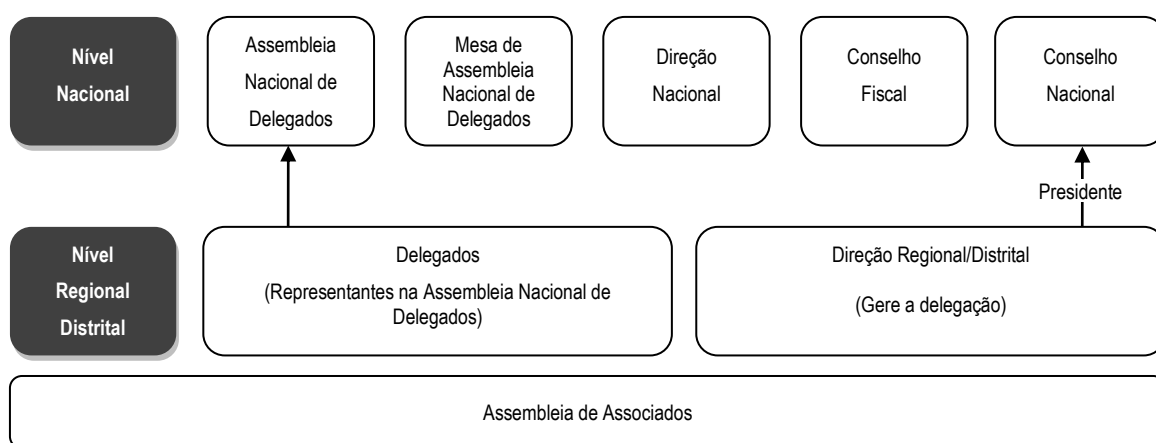 Nível
Nacional
Assembleia
Nacional de
Delegados
Mesa de
Assembleia
Nacional de
Delegados
Direção
Nacional
Conselho
Fiscal
Conselho
Nacional
Presidente
Nível
Regional
Distrital
Delegados
(Representantes na Assembleia Nacional de
Delegados)
Direção Regional/Distrital
(Gere a delegação)
Assembleia de Associados